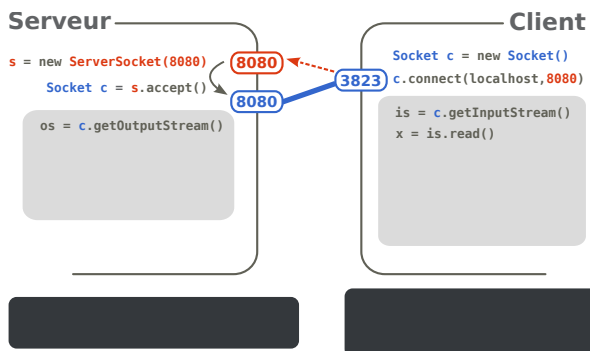 Serveur
s = new ServerSocket(8080)
Socket c = s.accept()
os = c.getOutputStream()
8080
8080
3823
Client
Socket c = new Socket()
c.connect(localhost,8080)
is = c.getInputStream()
x = is.read()